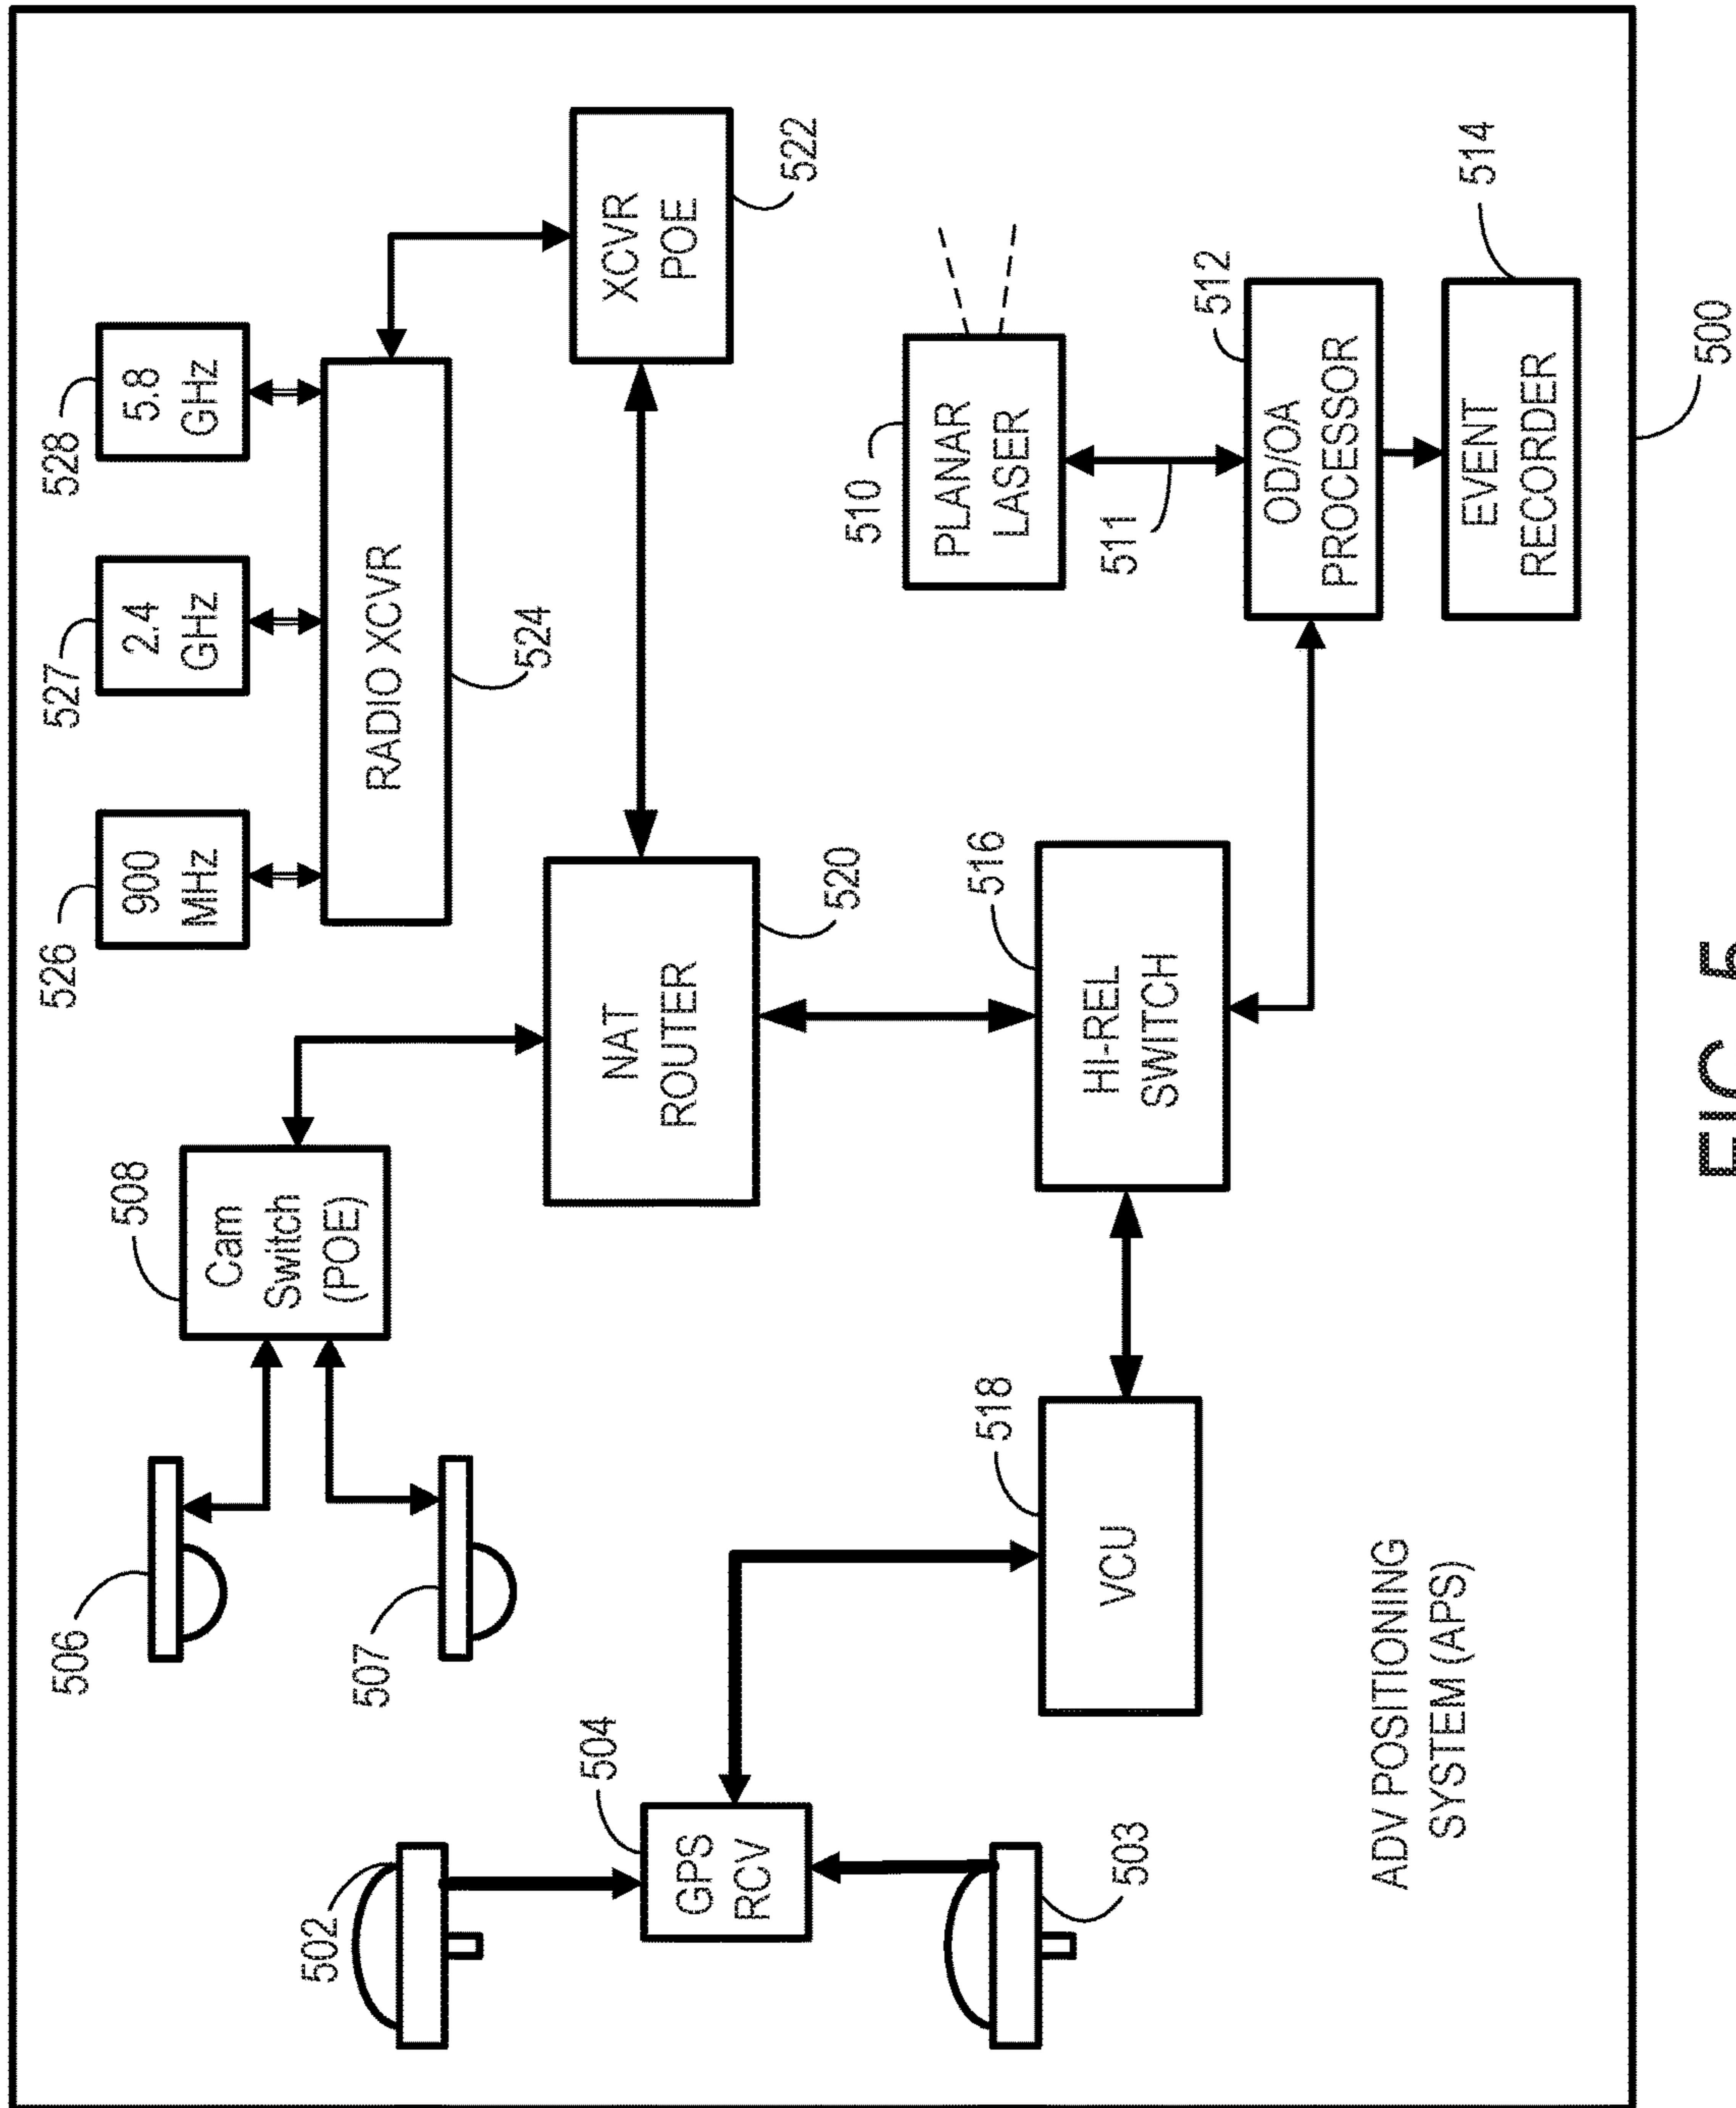 502
503
504
GPS
RCV
506
507
508
Cam
Switch
(POE)
518
VCU
ADV POSITIONING
SYSTEM (APS)
NAT
ROUTER
520
HI-REL
SWITCH
516
526
900
MHz
527
2.4
GHz
528
5.8
GHz
RADIO XCVR
524
XCVR
POE
522
510
PLANAR
LASER
511
512
OD/OA
PROCESSOR
EVENT
RECORDER
514
500
FIG. 5